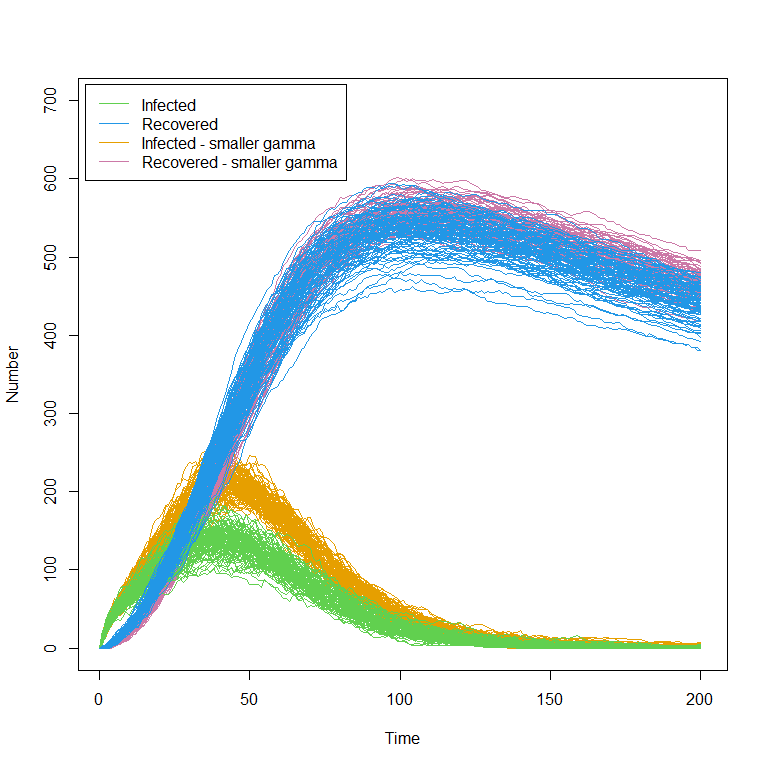 Infected
Recovered
Infected - smaller gamma
Recovered - smaller gamma
Number
0
100
200
300
400
500
600
700
0
50
100
150
200
Time